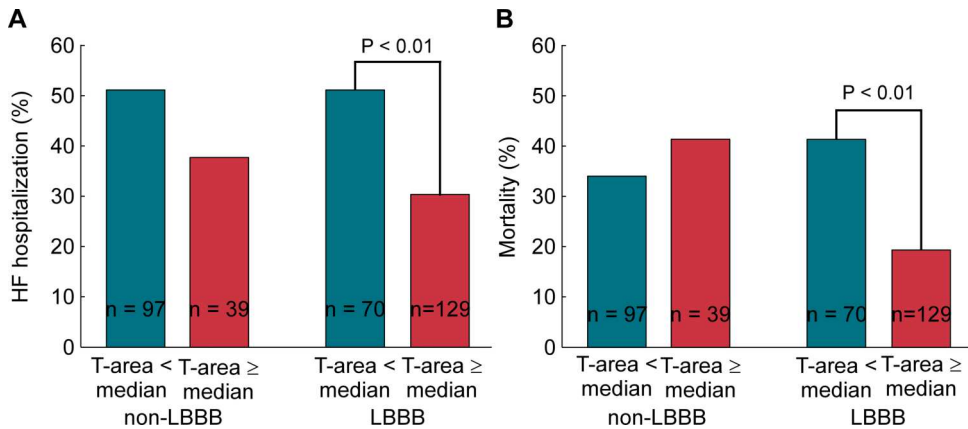 A
HF hospitalization (%)
60
50
40
30
20
10
0
P < 0.01
n = 97
n = 39
n = 70
n=129
T-area <
median
T-area ≥
median
non-LBBB
T-area <
median
T-area ≥
median
LBBB
B
Mortality (%)
60
50
40
30
20
10
0
P < 0.01
n = 97
n = 39
n = 70
n=129
T-area <
median
T-area ≥
median
non-LBBB
T-area <
median
T-area ≥
median
LBBB